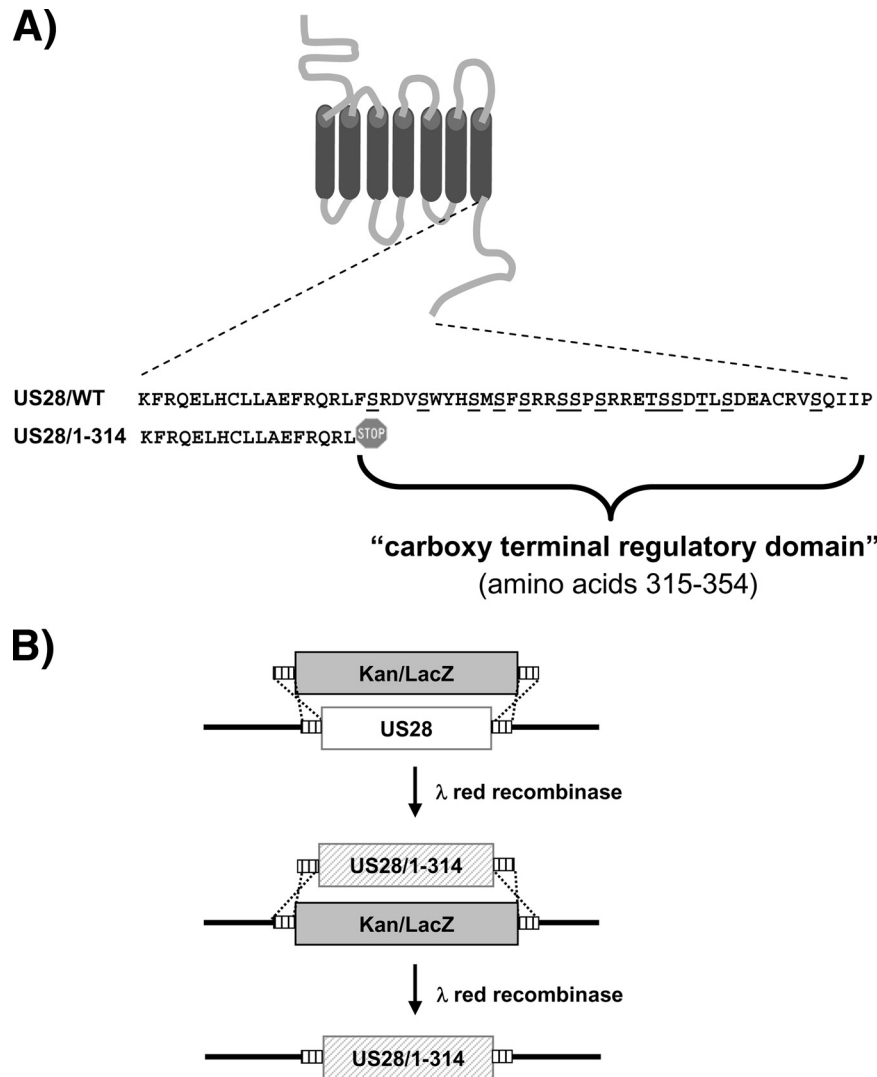 A)
US28/WT KFRQELHCLLAEFRQRLFSRDVSWYHSMSFSRRSSPSRRETSSDTLSDEACRVSQIIP
US28/1-314 KFRQELHCLLAEFRQRL STOP
“carboxy terminal regulatory domain”
(amino acids 315-354)
B)
Kan/LacZ
US28
λ red recombinase
US28/1-314
Kan/LacZ
λ red recombinase
US28/1-314